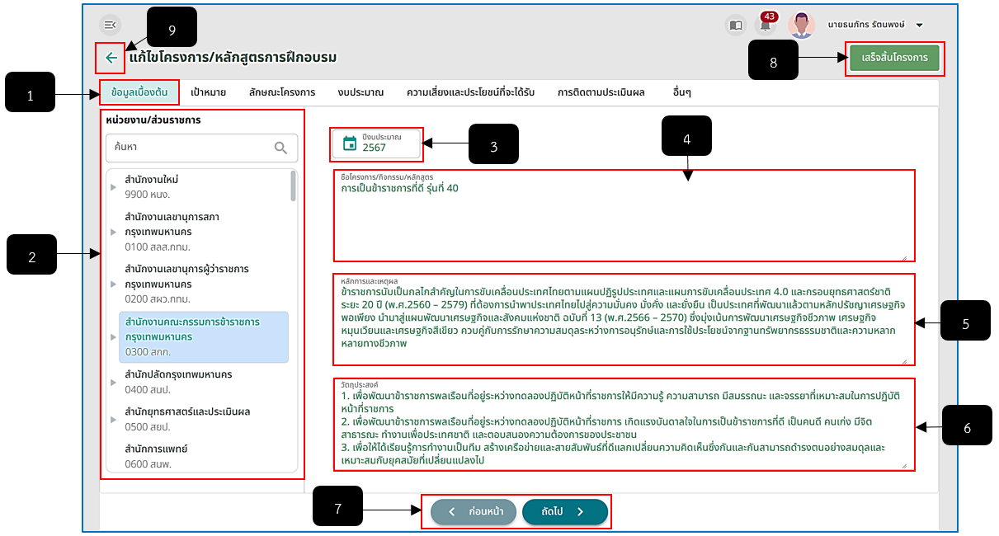 9
43
นายธนภัทร รัตนพงษ์
แก้ไขโครงการ/หลักสูตรการฝึกอบรม
8
เสร็จสิ้นโครงการ
1
ข้อมูลเบื้องต้น
เป้าหมาย
ลักษณะโครงการ
งบประมาณ
ความเสี่ยงและประโยชน์ที่จะได้รับ
การติดตามประเมินผล
อื่นๆ
หน่วยงาน/ส่วนราชการ
ค้นหา
2
สำนักงานใหม่
9900 หนง.
สำนักงานเลขานุการสภา
กรุงเทพมหานคร
0100 สลส.กทม.
สำนักงานเลขานุการผู้ว่าราชการ
กรุงเทพมหานคร
0200 สผว.กทม.
สำนักงานคณะกรรมการข้าราชการ
กรุงเทพมหานคร
0300 สกก.
สำนักปลัดกรุงเทพมหานคร
0400 สนป.
สำนักยุทธศาสตร์และประเมินผล
0500 สยป.
สำนักการแพทย์
0600 สนพ.
ปีงบประมาณ
2567
3
4
ชื่อโครงการ/กิจกรรม/หลักสูตร
การเป็นข้าราชการที่ดี รุ่นที่ 40
หลักการและเหตุผล
ข้าราชการนับเป็นกลไกสำคัญในการขับเคลื่อนประเทศไทยตามแผนปฏิรูปประเทศและแผนการขับเคลื่อนประเทศ 4.0 และกรอบยุทธศาสตร์ชาติ
ระยะ 20 ปี (พ.ศ.2560 – 2579) ที่ต้องการนำพาประเทศไทยไปสู่ความมั่นคง มั่งคั่ง และยั่งยืน เป็นประเทศที่พัฒนาแล้วตามหลักปรัชญาเศรษฐกิจ
พอเพียง นำมาสู่แผนพัฒนาเศรษฐกิจและสังคมแห่งชาติ ฉบับที่ 13 (พ.ศ.2566 – 2570) ซึ่งมุ่งเน้นการพัฒนาเศรษฐกิจชีวภาพ เศรษฐกิจ
หมุนเวียนและเศรษฐกิจสีเขียว ควบคู่กับการรักษาความสมดุลระหว่างการอนุรักษ์และการใช้ประโยชน์จากฐานทรัพยากรธรรมชาติและความหลาก
หลายทางชีวภาพ
5
วัตถุประสงค์
1. เพื่อพัฒนาข้าราชการพลเรือนที่อยู่ระหว่างทดลองปฏิบัติหน้าที่ราชการให้มีความรู้ ความสามารถ มีสมรรถนะ และจรรยาที่เหมาะสมในการปฏิบัติ
หน้าที่ราชการ
2. เพื่อพัฒนาข้าราชการพลเรือนที่อยู่ระหว่างทดลองปฏิบัติหน้าที่ราชการ เกิดแรงบันดาลใจในการเป็นข้าราชการที่ดี เป็นคนดี คนเก่ง มีจิต
สาธารณะ ทำงานเพื่อประเทศชาติ และตอบสนองความต้องการของประชาชน
3. เพื่อให้ได้เรียนรู้การทำงานเป็นทีม สร้างเครือข่ายและสายสัมพันธ์ที่ดีแลกเปลี่ยนความคิดเห็นซึ่งกันและกันสามารถดำรงตนอย่างสมดุลและ
เหมาะสมกับยุคสมัยที่เปลี่ยนแปลงไป
6
7
ก่อนหน้า
ถัดไป